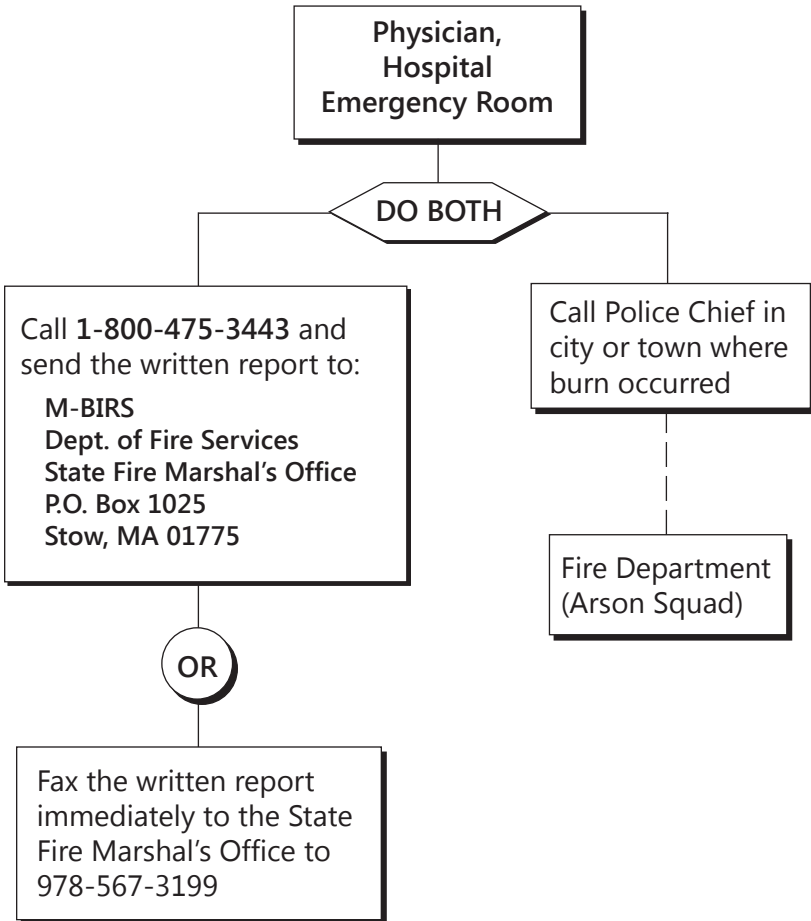 Physician,
Hospital
Emergency Room
DO BOTH
Call 1-800-475-3443 and
send the written report to:
M-BIRS
Dept. of Fire Services
State Fire Marshal's Office
P.O. Box 1025
Stow, MA 01775
OR
Fax the written report
immediately to the State
Fire Marshal's Office to
978-567-3199
Call Police Chief in
city or town where
burn occurred
Fire Department
(Arson Squad)